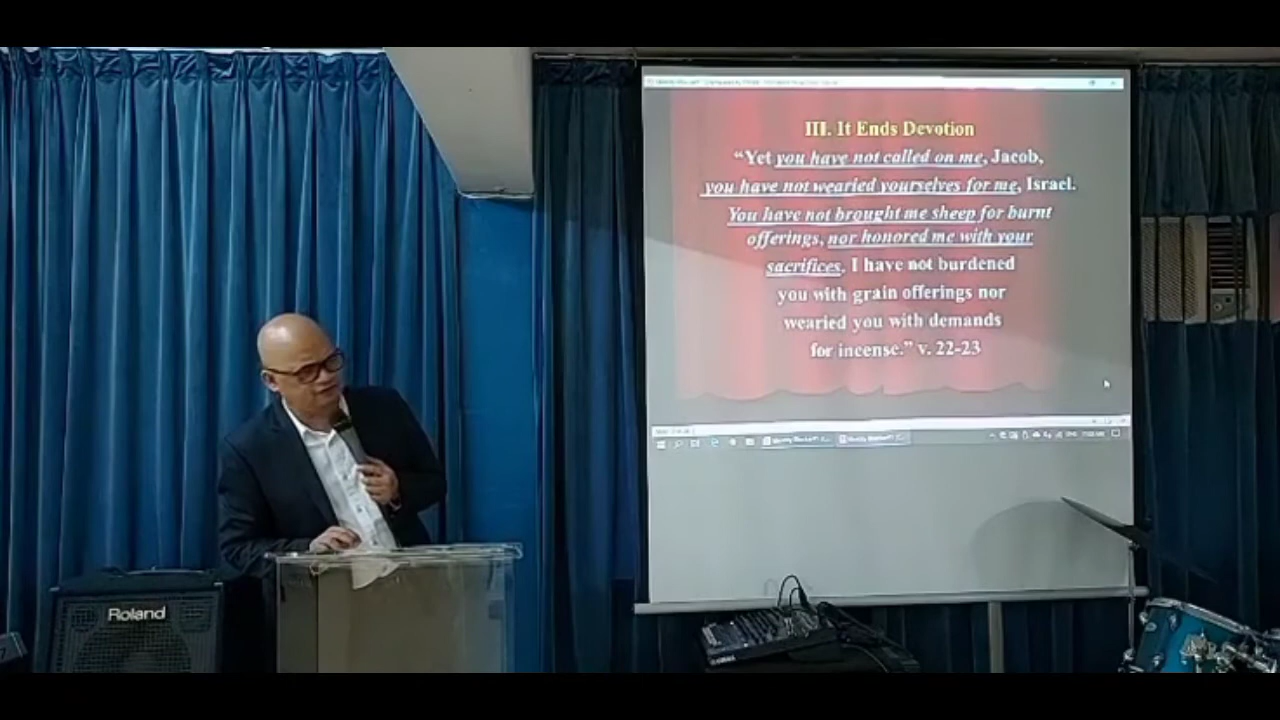 III. It Ends Devotion
“Yet you have not called on me, Jacob,
you have not wearied yourselves for me, Israel.
You have not brought me sheep for burnt
offerings, nor honored me with your
sacrifices. I have not burdened
you with grain offerings nor
wearied you with demands
for incense.” v. 22-23
Roland